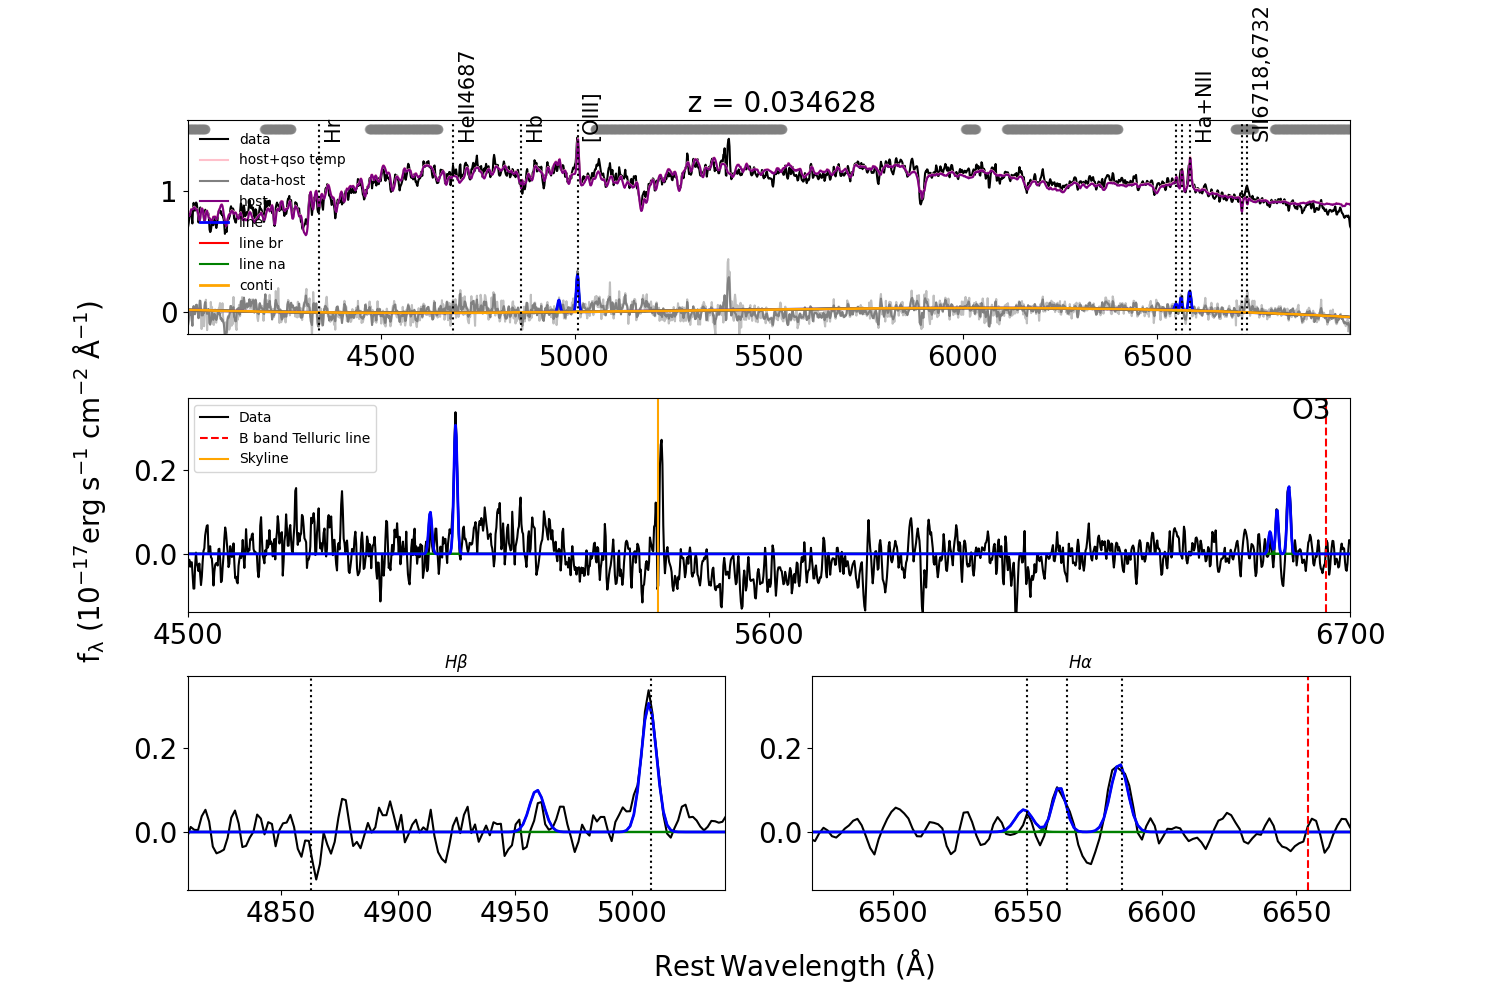 z = 0.034628
Hr
HeII4687
Hb
[OIII]
Ha+NII
SII6718,6732
data
host+qso temp
data-host
host
line
line br
line na
conti
1
0
4500 5000 5500 6000 6500
Data
B band Telluric line
Skyline
O3
0.2
0.0
4500 5600 6700
fλ (10⁻¹⁷erg s⁻¹ cm⁻² Å⁻¹)
Hβ
0.2
0.0
4850 4900 4950 5000
Hα
0.2
0.0
6500 6550 6600 6650
Rest Wavelength (Å)